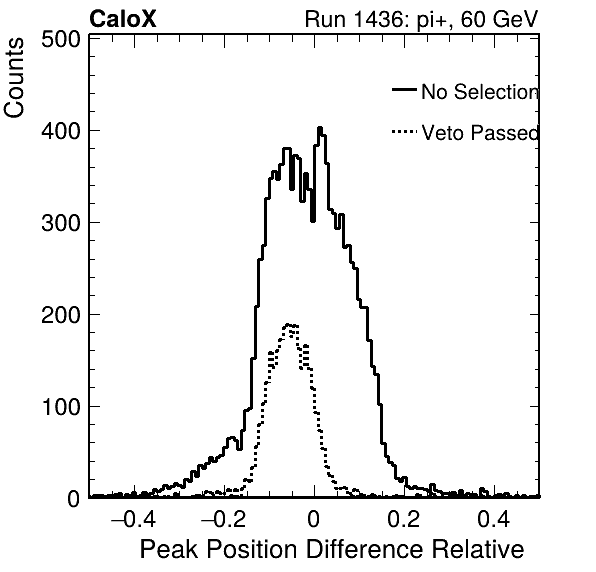 CaloX Run 1436: pi+, 60 GeV
Counts
500
400
300
200
100
0
No Selection
Veto Passed
−0.4 −0.2 0 0.2 0.4
Peak Position Difference Relative